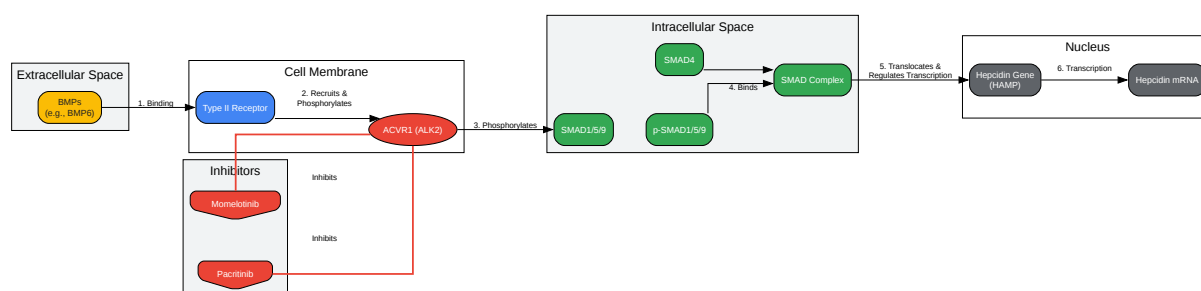 Extracellular Space
BMPs
(e.g., BMP6)
1. Binding
Cell Membrane
Type II Receptor
2. Recruits &
Phosphorylates
ACVR1 (ALK2)
3. Phosphorylates
Inhibitors
Momelotinib
Pacritinib
Inhibits
Inhibits
Intracellular Space
SMAD4
SMAD1/5/9
p-SMAD1/5/9
4. Binds
SMAD Complex
5. Translocates &
Regulates Transcription
Nucleus
Hepcidin Gene
(HAMP)
6. Transcription
Hepcidin mRNA